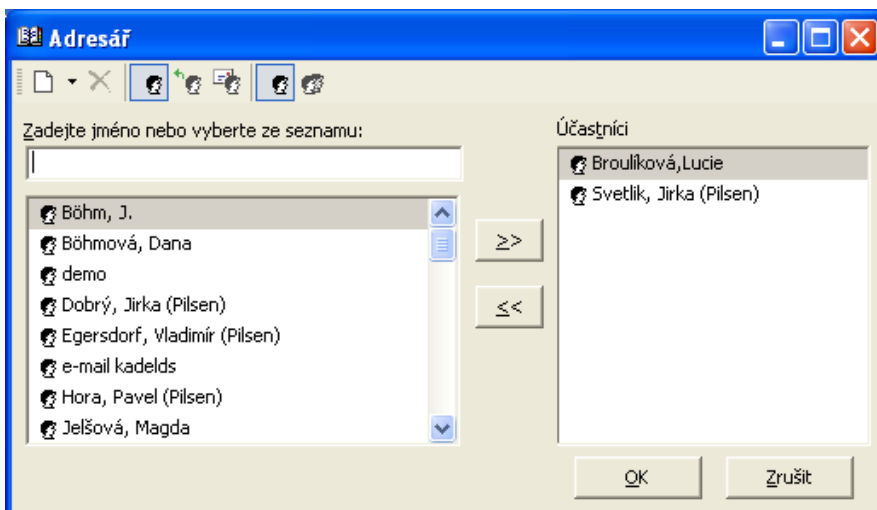 Adresář
Zadejte jméno nebo vyberte ze seznamu:
Böhm, J.
Böhmová, Dana
demo
Dobrý, Jirka (Pilsen)
Egersdorf, Vladimír (Pilsen)
e-mail kadelds
Hora, Pavel (Pilsen)
Jelšová, Magda
>>
<<
Účastníci
Broulíková,Lucie
Svetlik, Jirka (Pilsen)
OK
Zrušit